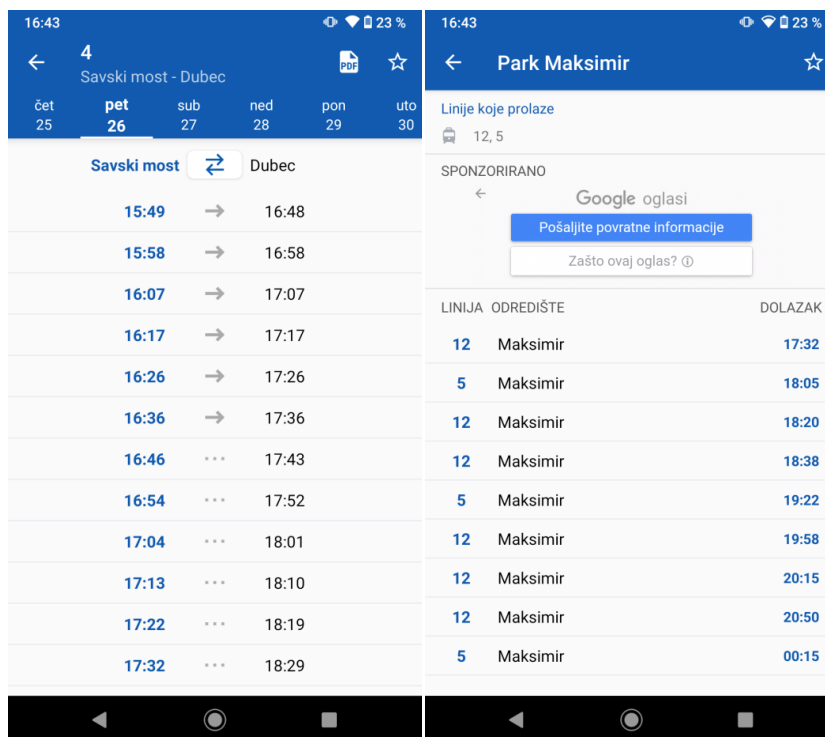 16:43
23 %
4
Savski most - Dubec
PDF
čet pet sub ned pon uto
25 26 27 28 29 30
Savski most Dubec
15:49 → 16:48
15:58 → 16:58
16:07 → 17:07
16:17 → 17:17
16:26 → 17:26
16:36 → 17:36
16:46 ··· 17:43
16:54 ··· 17:52
17:04 ··· 18:01
17:13 ··· 18:10
17:22 ··· 18:19
17:32 ··· 18:29
16:43
23 %
Park Maksimir
Linije koje prolaze
12, 5
SPONZORIRANO
Google oglasi
Pošaljite povratne informacije
Zašto ovaj oglas?
LINIJA ODREDIŠTE DOLAZAK
12 Maksimir 17:32
5 Maksimir 18:05
12 Maksimir 18:20
12 Maksimir 18:38
5 Maksimir 19:22
12 Maksimir 19:58
12 Maksimir 20:15
12 Maksimir 20:50
5 Maksimir 00:15